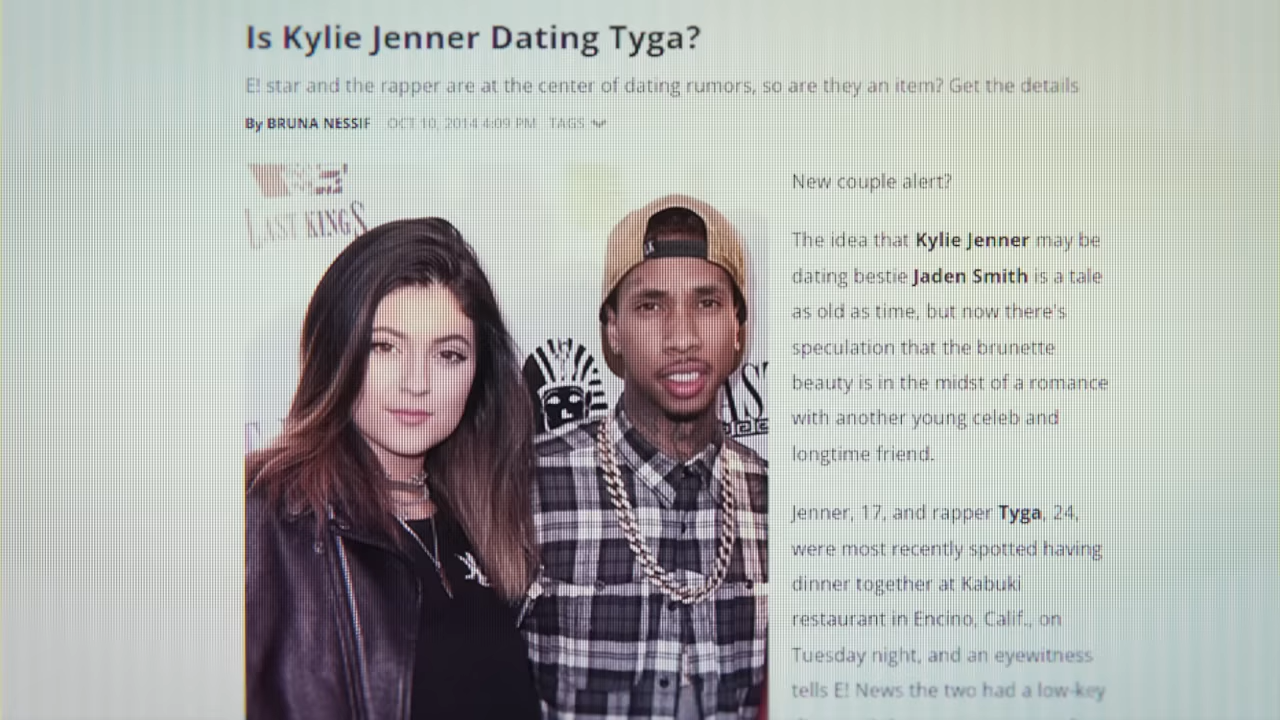 Is Kylie Jenner Dating Tyga?
E! star and the rapper are at the center of dating rumors, so are they an item? Get the details
By BRUNA NESSIF OCT 10, 2014 4:09 PM TAGS
LAST KINGS
New couple alert?
The idea that Kylie Jenner may be
dating bestie Jaden Smith is a tale
as old as time, but now there's
speculation that the brunette
beauty is in the midst of a romance
with another young celeb and
longtime friend.
Jenner, 17, and rapper Tyga, 24,
were most recently spotted having
dinner together at Kabuki
restaurant in Encino, Calif., on
Tuesday night, and an eyewitness
tells E! News the two had a low-key